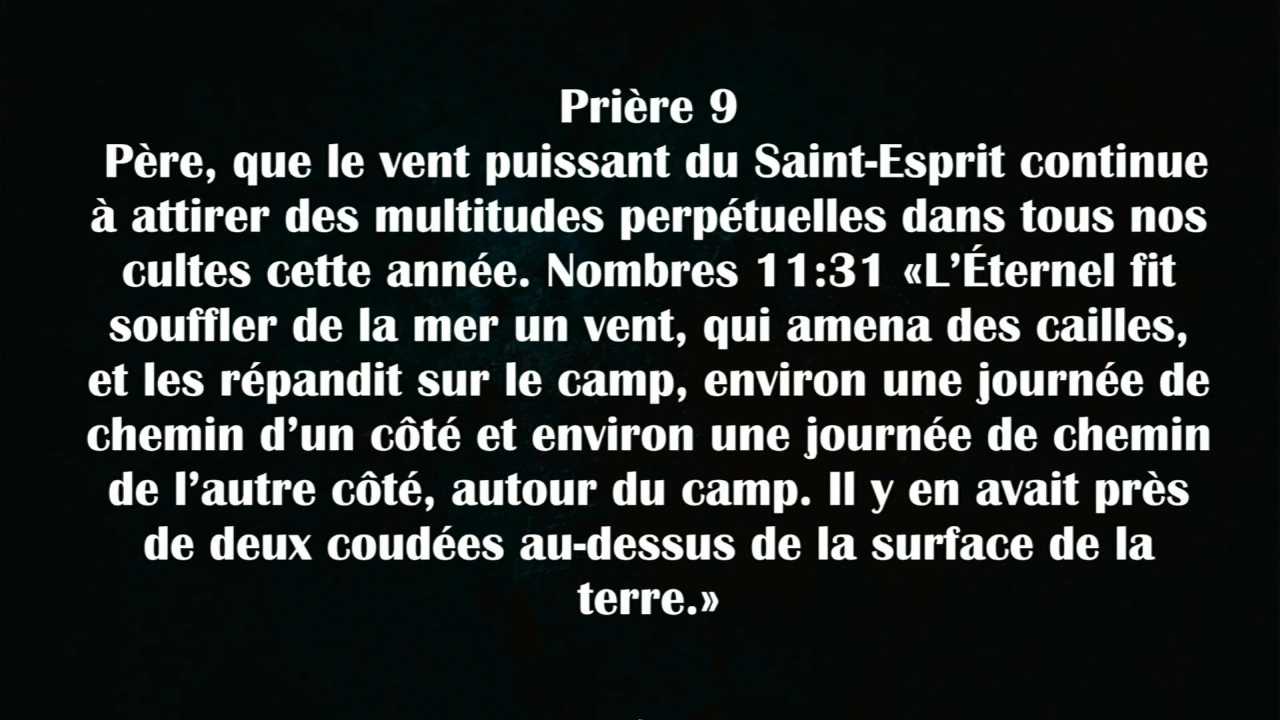 Prière 9
Père, que le vent puissant du Saint-Esprit continue
à attirer des multitudes perpétuelles dans tous nos
cultes cette année. Nombres 11:31 «L’Éternel fit
souffler de la mer un vent, qui amena des cailles,
et les répandit sur le camp, environ une journée de
chemin d’un côté et environ une journée de chemin
de l’autre côté, autour du camp. Il y en avait près
de deux coudées au-dessus de la surface de la
terre.»